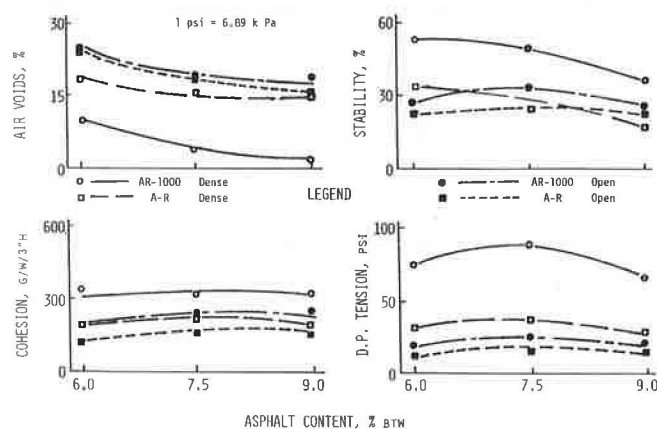 1 psi = 6.89 k Pa
AIR VOIDS, %
30
15
0
STABILITY, %
60
30
0
AR-1000 Dense
A-R Dense
LEGEND
AR-1000 Open
A-R Open
COHESION, G/W/3"H
600
300
0
6.0 7.5 9.0
D.P. TENSION, PSI
100
50
0
6.0 7.5 9.0
ASPHALT CONTENT, % BTW